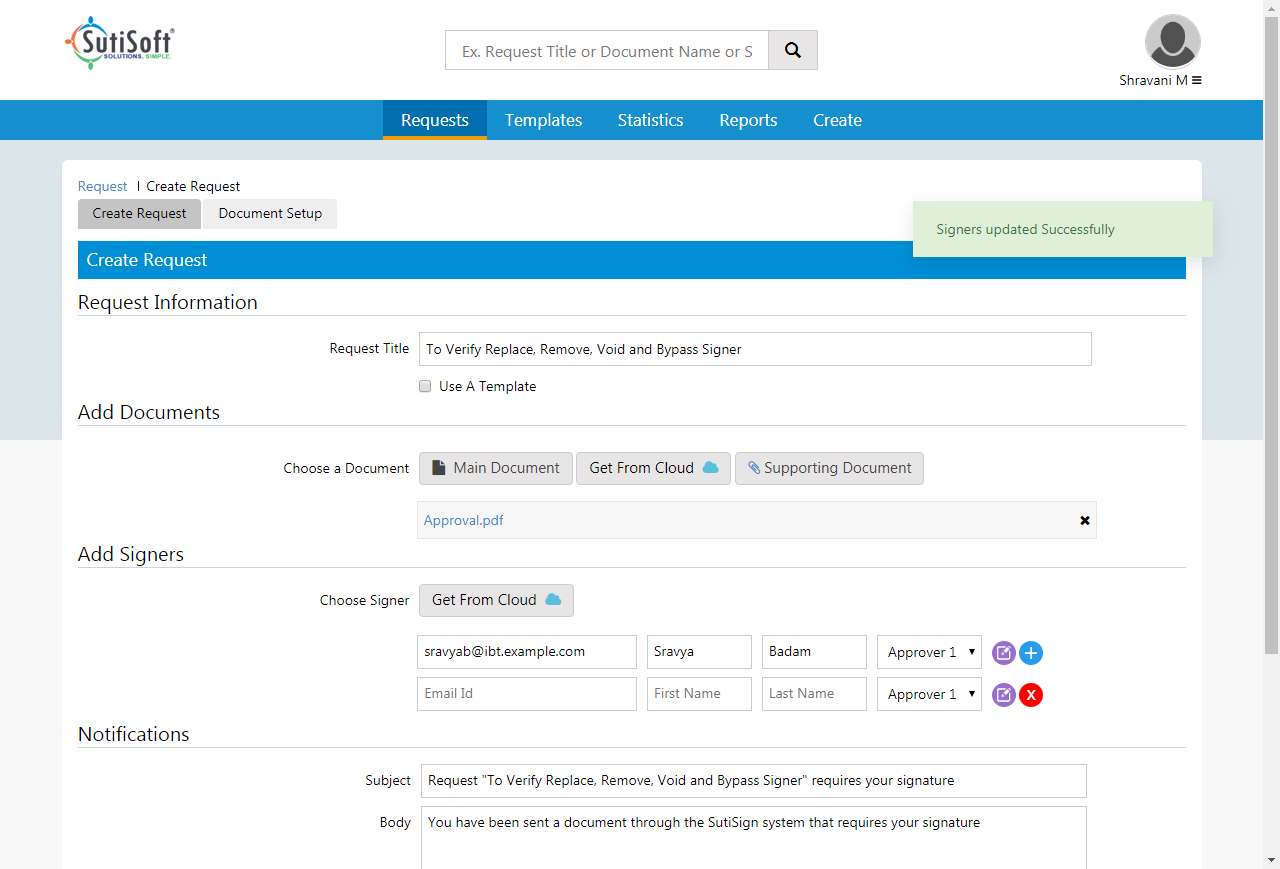 SutiSoft®
SOLUTIONS. SIMPLE.
Ex. Request Title or Document Name or S
Shravani M
Requests Templates Statistics Reports Create
Request | Create Request
Create Request Document Setup
Signers updated Successfully
Create Request
Request Information
Request Title To Verify Replace, Remove, Void and Bypass Signer
Use A Template
Add Documents
Choose a Document Main Document Get From Cloud Supporting Document
Approval.pdf
Add Signers
Choose Signer Get From Cloud
sravyab@ibt.example.com Sravya Badam Approver 1
Email Id First Name Last Name Approver 1 X
Notifications
Subject Request "To Verify Replace, Remove, Void and Bypass Signer" requires your signature
Body You have been sent a document through the SutiSign system that requires your signature